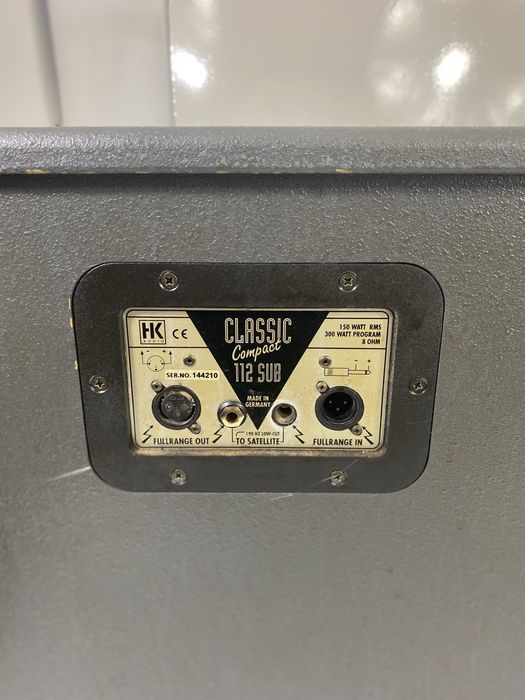 HK
AUDIO
CE
CLASSIC
Compact
112 SUB
MADE IN
GERMANY
150 WATT RMS
300 WATT PROGRAM
8 OHM
- +
- +
SER.NO. 144210
FULLRANGE OUT
190 HZ LOW-CUT
TO SATELLITE
FULLRANGE IN